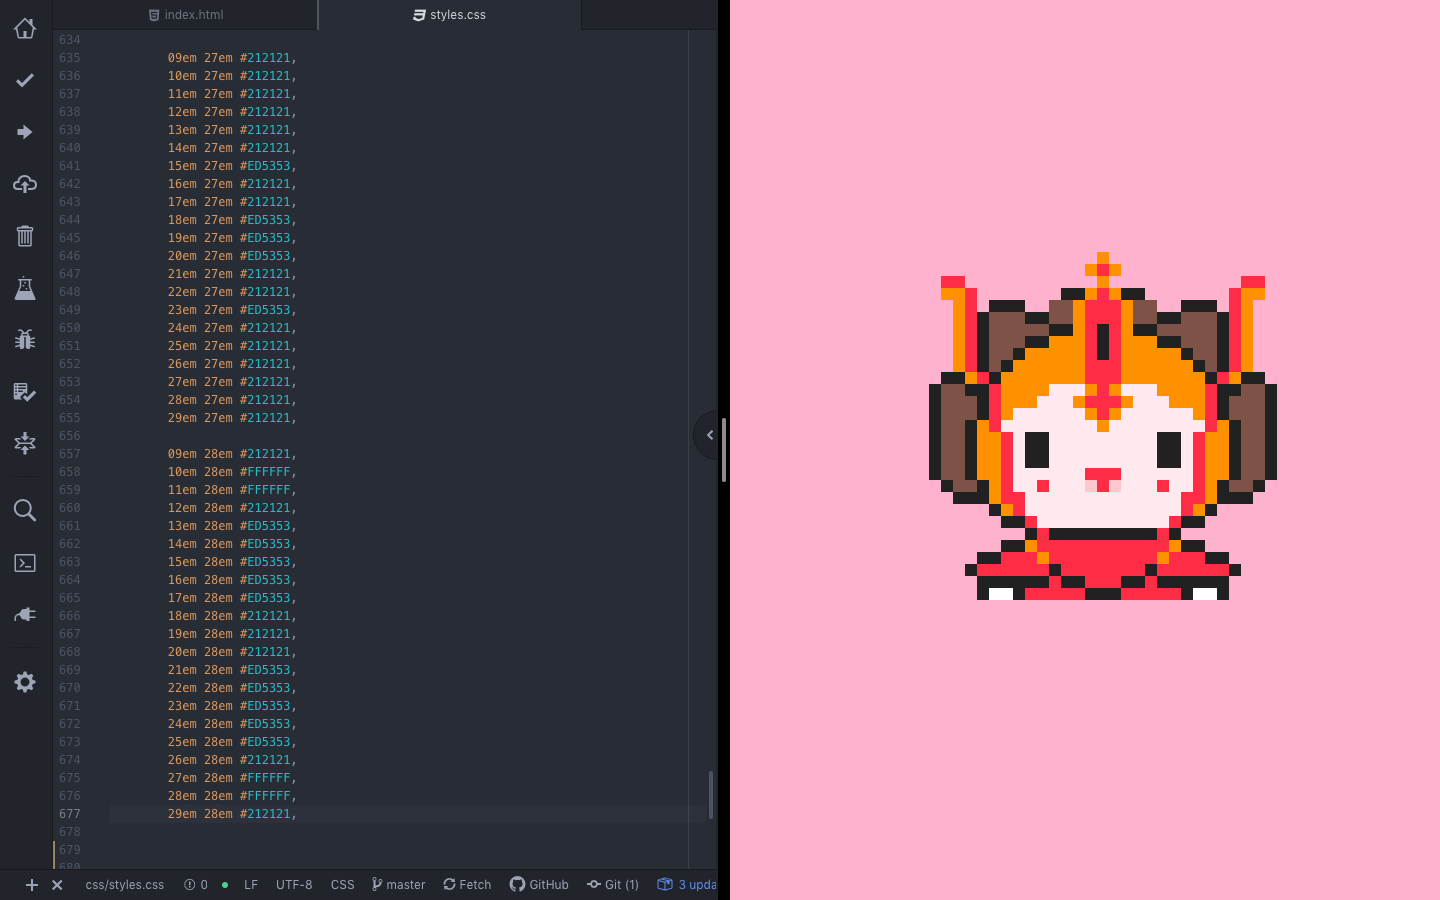 index.html
styles.css
634
635 09em 27em #212121,
636 10em 27em #212121,
637 11em 27em #212121,
638 12em 27em #212121,
639 13em 27em #212121,
640 14em 27em #212121,
641 15em 27em #ED5353,
642 16em 27em #212121,
643 17em 27em #212121,
644 18em 27em #ED5353,
645 19em 27em #ED5353,
646 20em 27em #ED5353,
647 21em 27em #212121,
648 22em 27em #212121,
649 23em 27em #ED5353,
650 24em 27em #212121,
651 25em 27em #212121,
652 26em 27em #212121,
653 27em 27em #212121,
654 28em 27em #212121,
655 29em 27em #212121,
656
657 09em 28em #212121,
658 10em 28em #FFFFFF,
659 11em 28em #FFFFFF,
660 12em 28em #212121,
661 13em 28em #ED5353,
662 14em 28em #ED5353,
663 15em 28em #ED5353,
664 16em 28em #ED5353,
665 17em 28em #ED5353,
666 18em 28em #212121,
667 19em 28em #212121,
668 20em 28em #212121,
669 21em 28em #ED5353,
670 22em 28em #ED5353,
671 23em 28em #ED5353,
672 24em 28em #ED5353,
673 25em 28em #ED5353,
674 26em 28em #212121,
675 27em 28em #FFFFFF,
676 28em 28em #FFFFFF,
677 29em 28em #212121,
678
679
680
css/styles.css 0 LF UTF-8 CSS master Fetch GitHub Git (1) 3 upda